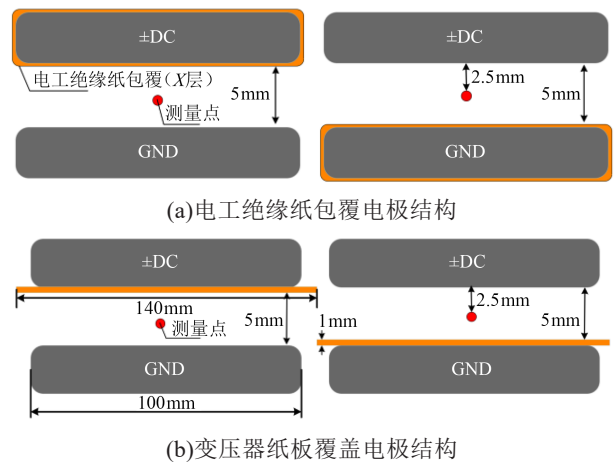 ±DC
电工绝缘纸包覆(X层)
5mm
测量点
GND
±DC
2.5mm
5mm
GND
(a)电工绝缘纸包覆电极结构
±DC
140mm
5mm
测量点
GND
100mm
±DC
2.5mm
1mm
5mm
GND
(b)变压器纸板覆盖电极结构